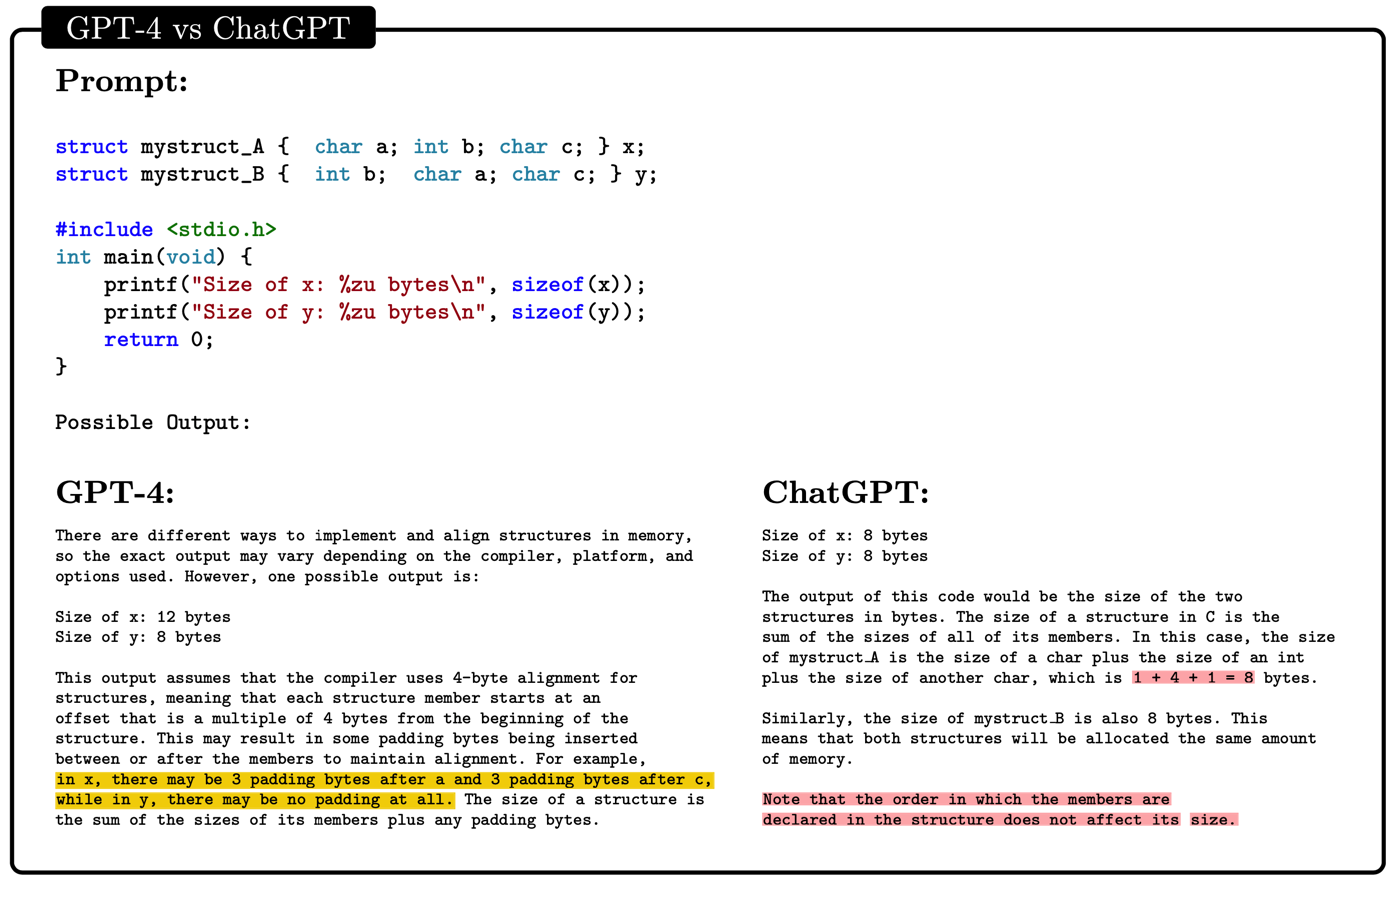 GPT-4 vs ChatGPT
Prompt:
struct mystruct_A {  char a; int b; char c; } x;
struct mystruct_B {  int b;  char a; char c; } y;
#include <stdio.h>
int main(void) {
    printf("Size of x: %zu bytes\n", sizeof(x));
    printf("Size of y: %zu bytes\n", sizeof(y));
    return 0;
}
Possible Output:
GPT-4:
There are different ways to implement and align structures in memory,
so the exact output may vary depending on the compiler, platform, and
options used. However, one possible output is:
Size of x: 12 bytes
Size of y: 8 bytes
This output assumes that the compiler uses 4-byte alignment for
structures, meaning that each structure member starts at an
offset that is a multiple of 4 bytes from the beginning of the
structure. This may result in some padding bytes being inserted
between or after the members to maintain alignment. For example,
in x, there may be 3 padding bytes after a and 3 padding bytes after c,
while in y, there may be no padding at all. The size of a structure is
the sum of the sizes of its members plus any padding bytes.
ChatGPT:
Size of x: 8 bytes
Size of y: 8 bytes
The output of this code would be the size of the two
structures in bytes. The size of a structure in C is the
sum of the sizes of all of its members. In this case, the size
of mystruct_A is the size of a char plus the size of an int
plus the size of another char, which is 1 + 4 + 1 = 8 bytes.
Similarly, the size of mystruct_B is also 8 bytes. This
means that both structures will be allocated the same amount
of memory.
Note that the order in which the members are
declared in the structure does not affect its size.